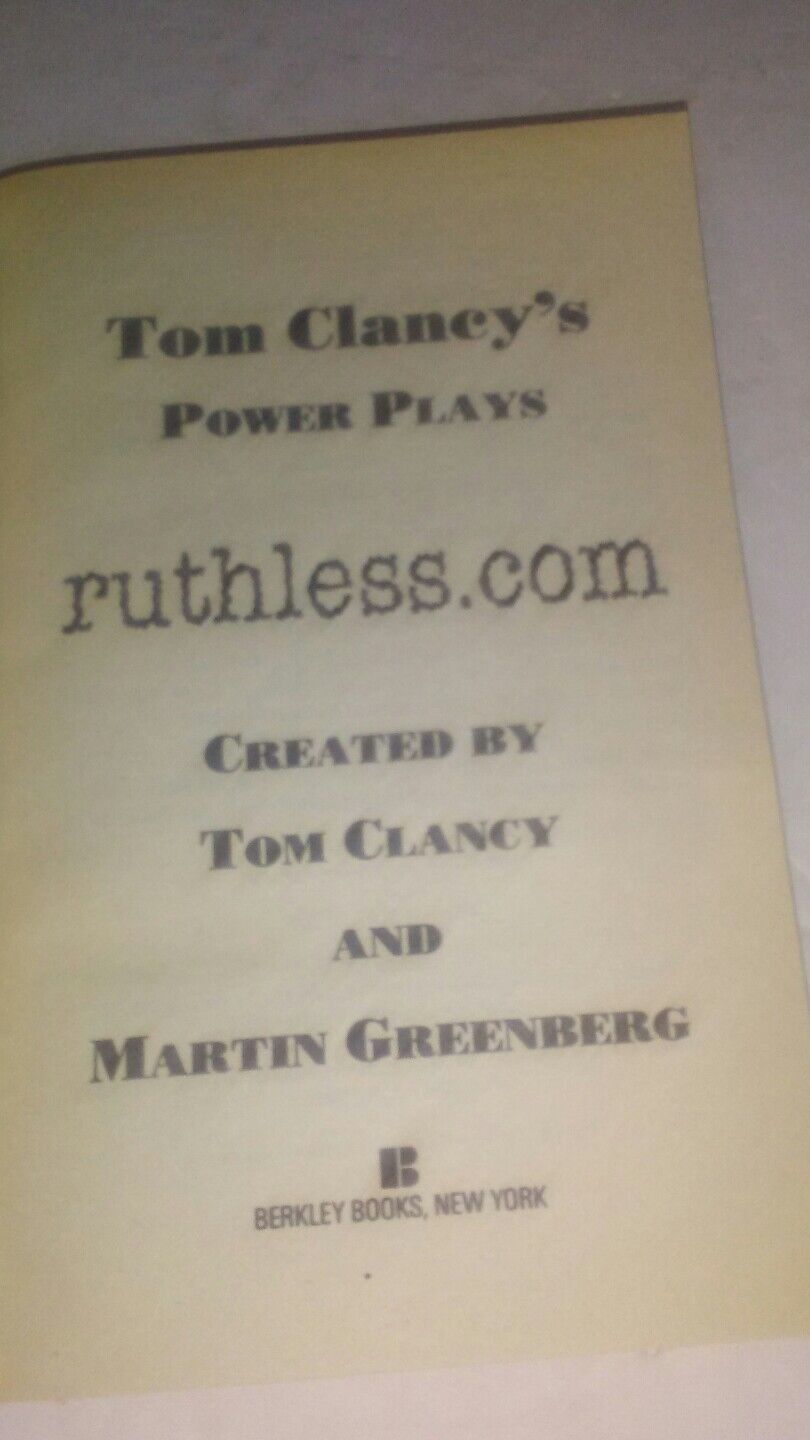 Tom Clancy's
POWER PLAYS
ruthless.com
CREATED BY
TOM CLANCY
AND
MARTIN GREENBERG
B
BERKLEY BOOKS, NEW YORK